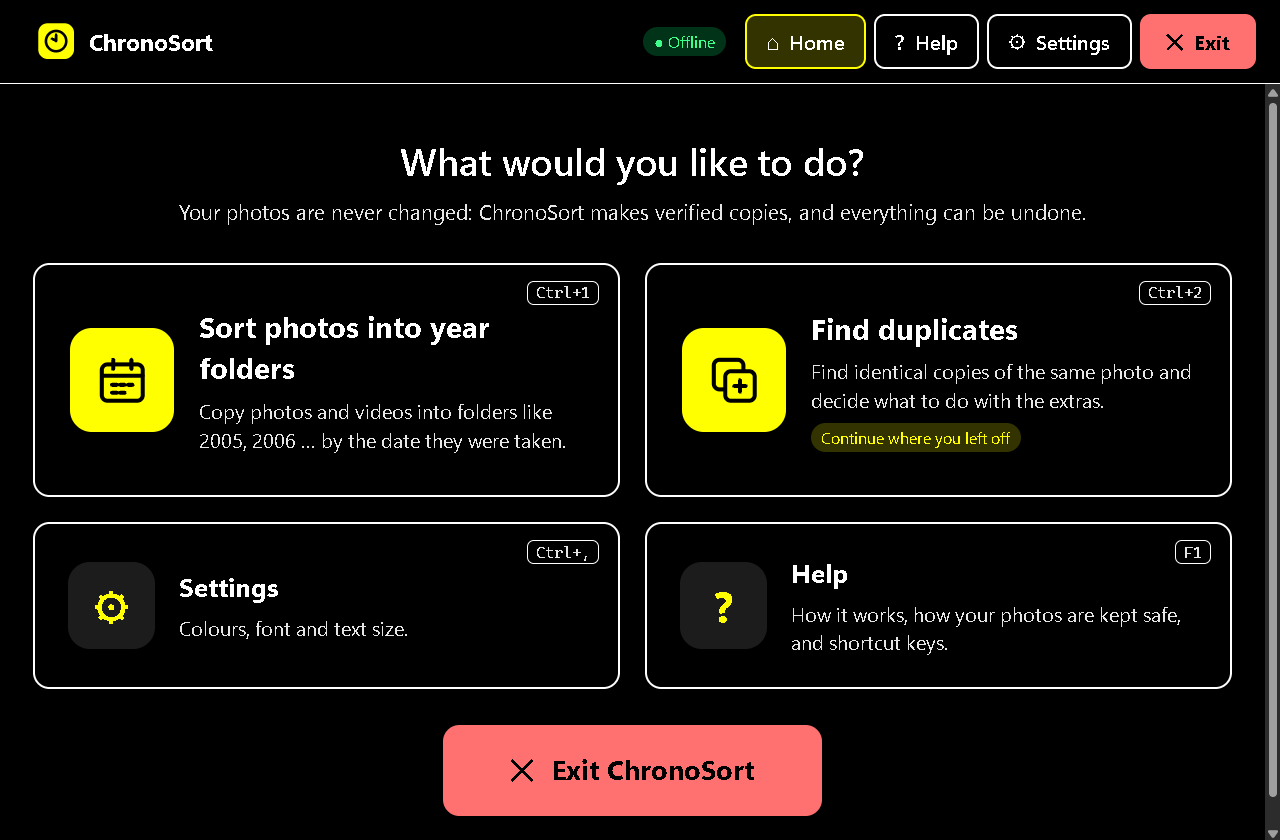 ChronoSort
Offline
Home
? Help
Settings
Exit
What would you like to do?
Your photos are never changed: ChronoSort makes verified copies, and everything can be undone.
Ctrl+1
Sort photos into year
folders
Copy photos and videos into folders like
2005, 2006 ... by the date they were taken.
Ctrl+2
Find duplicates
Find identical copies of the same photo and
decide what to do with the extras.
Continue where you left off
Ctrl+,
Settings
Colours, font and text size.
F1
?
Help
How it works, how your photos are kept safe,
and shortcut keys.
Exit ChronoSort